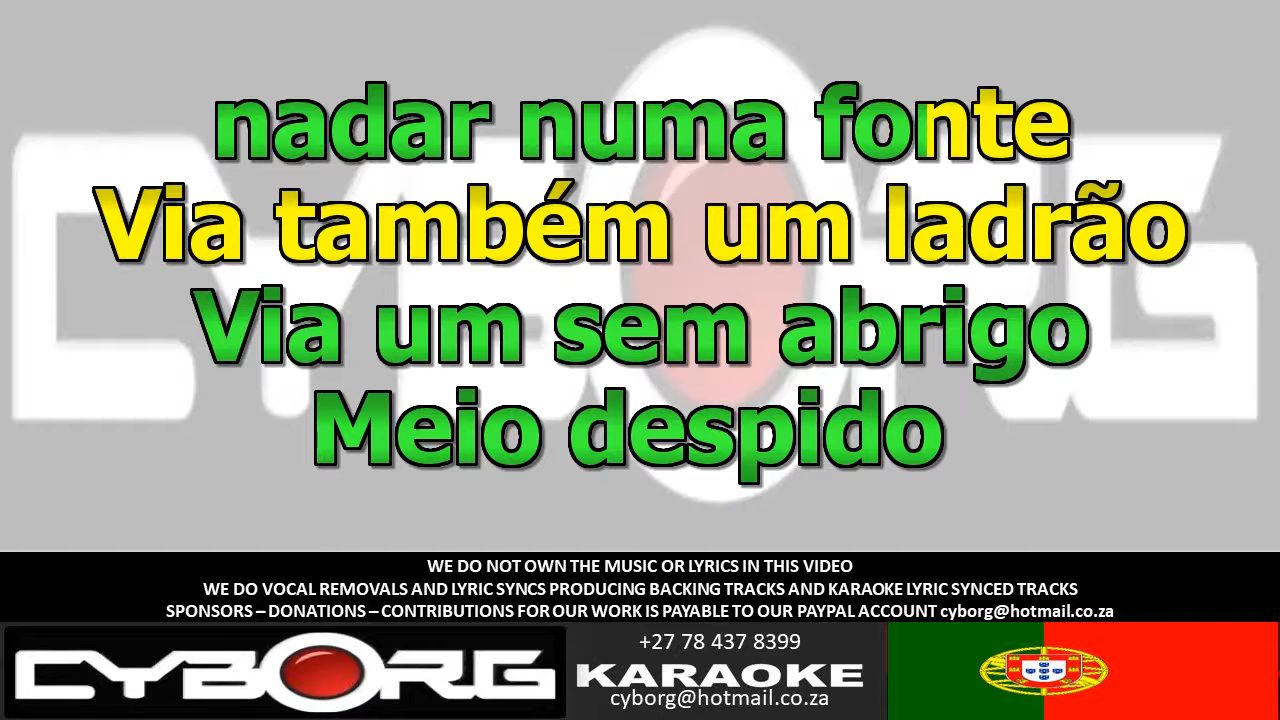 nadar numa fonte
Via também um ladrão
Via um sem abrigo
Meio despido
WE DO NOT OWN THE MUSIC OR LYRICS IN THIS VIDEO
WE DO VOCAL REMOVALS AND LYRIC SYNCS PRODUCING BACKING TRACKS AND KARAOKE LYRIC SYNCED TRACKS
SPONSORS – DONATIONS – CONTRIBUTIONS FOR OUR WORK IS PAYABLE TO OUR PAYPAL ACCOUNT cyborg@hotmail.co.za
CYBORG
+27 78 437 8399
KARAOKE
cyborg@hotmail.co.za